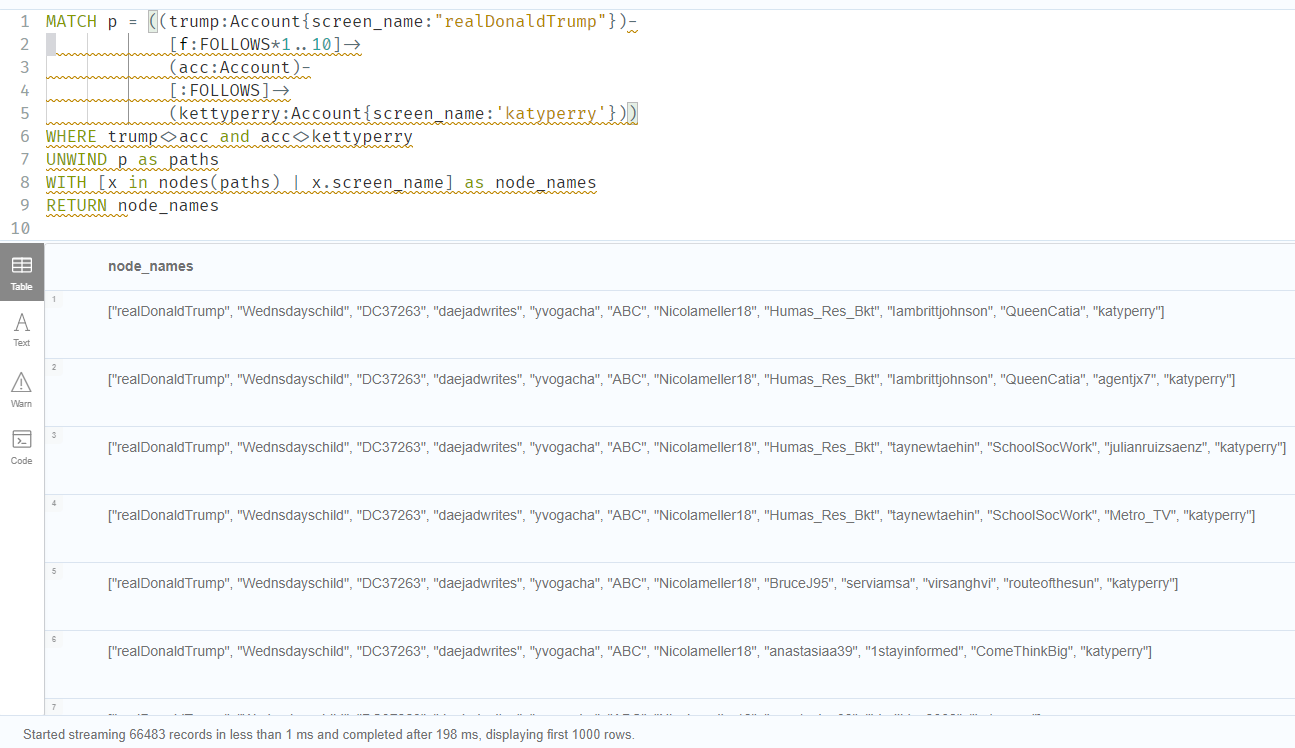 1 MATCH p = ((trump:Account{screen_name:"realDonaldTrump"})-
2 [f:FOLLOWS*1..10]->
3 (acc:Account)-
4 [:FOLLOWS]->
5 (kettyperry:Account{screen_name:'katyperry'}))
6 WHERE trump<>acc and acc<>kettyperry
7 UNWIND p as paths
8 WITH [x in nodes(paths) | x.screen_name] as node_names
9 RETURN node_names
10
Table
Text
Warn
Code
node_names
1
["realDonaldTrump", "Wednsdayschild", "DC37263", "daejadwrites", "yvogacha", "ABC", "Nicolameller18", "Humas_Res_Bkt", "Iambrittjohnson", "QueenCatia", "katyperry"]
2
["realDonaldTrump", "Wednsdayschild", "DC37263", "daejadwrites", "yvogacha", "ABC", "Nicolameller18", "Humas_Res_Bkt", "Iambrittjohnson", "QueenCatia", "agentjx7", "katyperry"]
3
["realDonaldTrump", "Wednsdayschild", "DC37263", "daejadwrites", "yvogacha", "ABC", "Nicolameller18", "Humas_Res_Bkt", "taynewtaehin", "SchoolSocWork", "julianruizsaenz", "katyperry"]
4
["realDonaldTrump", "Wednsdayschild", "DC37263", "daejadwrites", "yvogacha", "ABC", "Nicolameller18", "Humas_Res_Bkt", "taynewtaehin", "SchoolSocWork", "Metro_TV", "katyperry"]
5
["realDonaldTrump", "Wednsdayschild", "DC37263", "daejadwrites", "yvogacha", "ABC", "Nicolameller18", "BruceJ95", "serviamsa", "virsanghvi", "routeofthesun", "katyperry"]
6
["realDonaldTrump", "Wednsdayschild", "DC37263", "daejadwrites", "yvogacha", "ABC", "Nicolameller18", "anastasiaa39", "1stayinformed", "ComeThinkBig", "katyperry"]
7
Started streaming 66483 records in less than 1 ms and completed after 198 ms, displaying first 1000 rows.